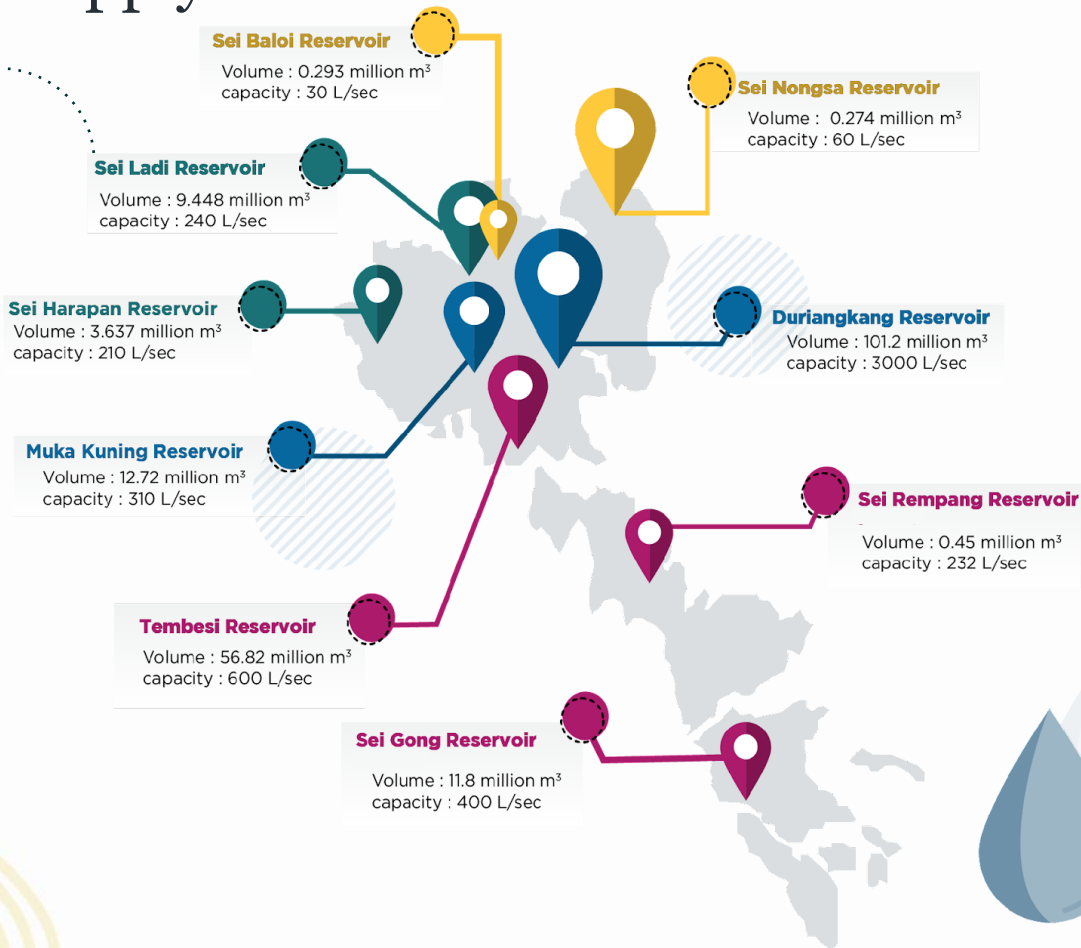 Sei Baloi Reservoir
Volume : 0.293 million m³
capacity : 30 L/sec
Sei Nongsa Reservoir
Volume : 0.274 million m³
capacity : 60 L/sec
Sei Ladi Reservoir
Volume : 9.448 million m³
capacity : 240 L/sec
Sei Harapan Reservoir
Volume : 3.637 million m³
capacity : 210 L/sec
Duriangkang Reservoir
Volume : 101.2 million m³
capacity : 3000 L/sec
Muka Kuning Reservoir
Volume : 12.72 million m³
capacity : 310 L/sec
Sei Rempang Reservoir
Volume : 0.45 million m³
capacity : 232 L/sec
Tembesi Reservoir
Volume : 56.82 million m³
capacity : 600 L/sec
Sei Gong Reservoir
Volume : 11.8 million m³
capacity : 400 L/sec